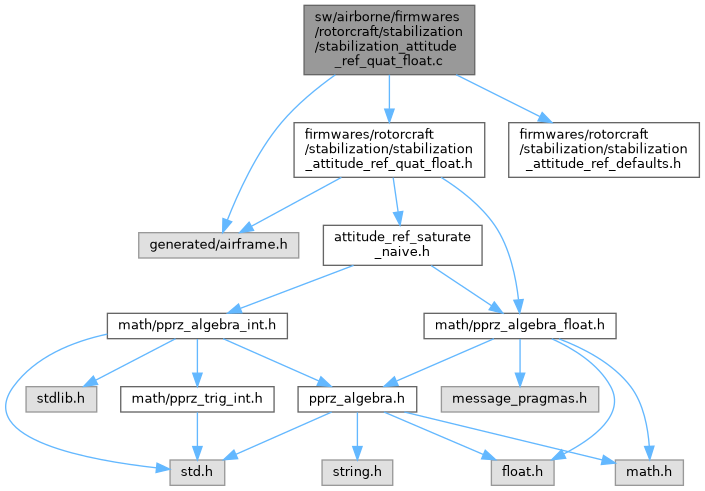 sw/airborne/firmwares
/rotorcraft/stabilization
/stabilization_attitude
_ref_quat_float.c
firmwares/rotorcraft
/stabilization/stabilization
_attitude_ref_quat_float.h
firmwares/rotorcraft
/stabilization/stabilization
_attitude_ref_defaults.h
generated/airframe.h
attitude_ref_saturate
_naive.h
math/pprz_algebra_int.h
math/pprz_algebra_float.h
stdlib.h
math/pprz_trig_int.h
pprz_algebra.h
message_pragmas.h
std.h
string.h
float.h
math.h